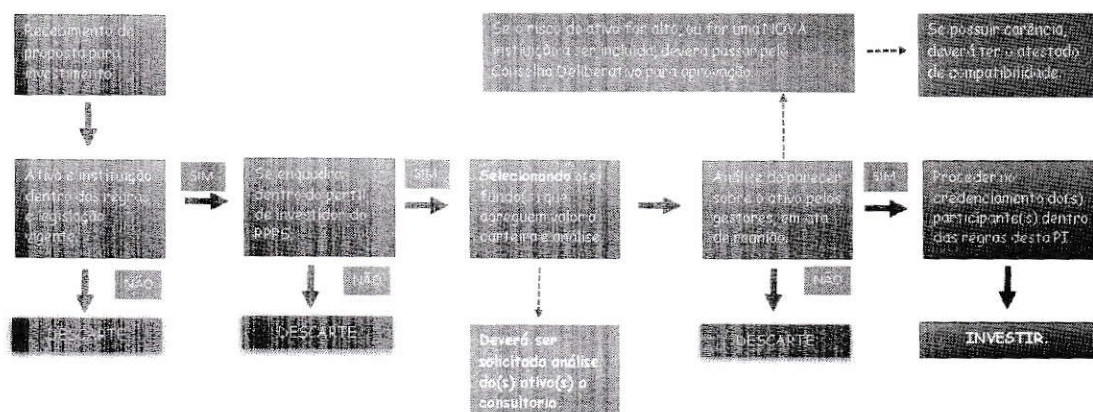 Recebimento da
proposta para
investimento
Se o risco do ativo for alto, ou for uma NOVA
instituição a ser incluída, deverá passar pelo
Conselho Deliberativo para aprovação.
Se possuir carência,
deverá ter o atestado
de compatibilidade.
Ativo e instituição
dentro das regras
e legislação
vigente.
SIM
Se enquadra
dentro do perfil
de investidor do
RPPS.
SIM
Selecionando o(s)
fundo(s) que
agreguem valor a
carteira e análise
Análise do parecer
sobre o ativo pelos
gestores, em ata
de reunião.
SIM
Proceder no
credenciamento do(s)
participante(s) dentro
das regras desta PI
NÃO
NÃO
NÃO
DESCARTE
DESCARTE
Deverá ser
solicitada análise
do(s) ativo(s) a
consultoria
DESCARTE
INVESTIR